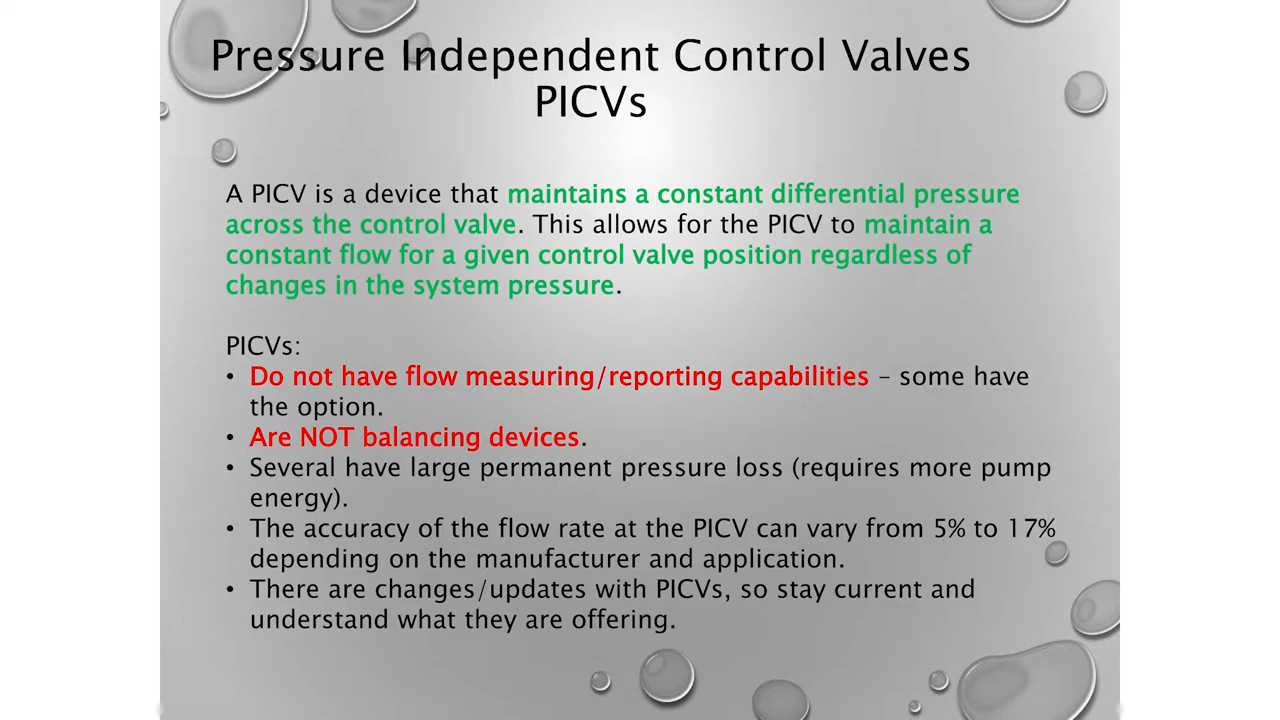 Pressure Independent Control Valves
PICVs
A PICV is a device that maintains a constant differential pressure
across the control valve. This allows for the PICV to maintain a
constant flow for a given control valve position regardless of
changes in the system pressure.
PICVs:
• Do not have flow measuring/reporting capabilities – some have
the option.
• Are NOT balancing devices.
• Several have large permanent pressure loss (requires more pump
energy).
• The accuracy of the flow rate at the PICV can vary from 5% to 17%
depending on the manufacturer and application.
• There are changes/updates with PICVs, so stay current and
understand what they are offering.